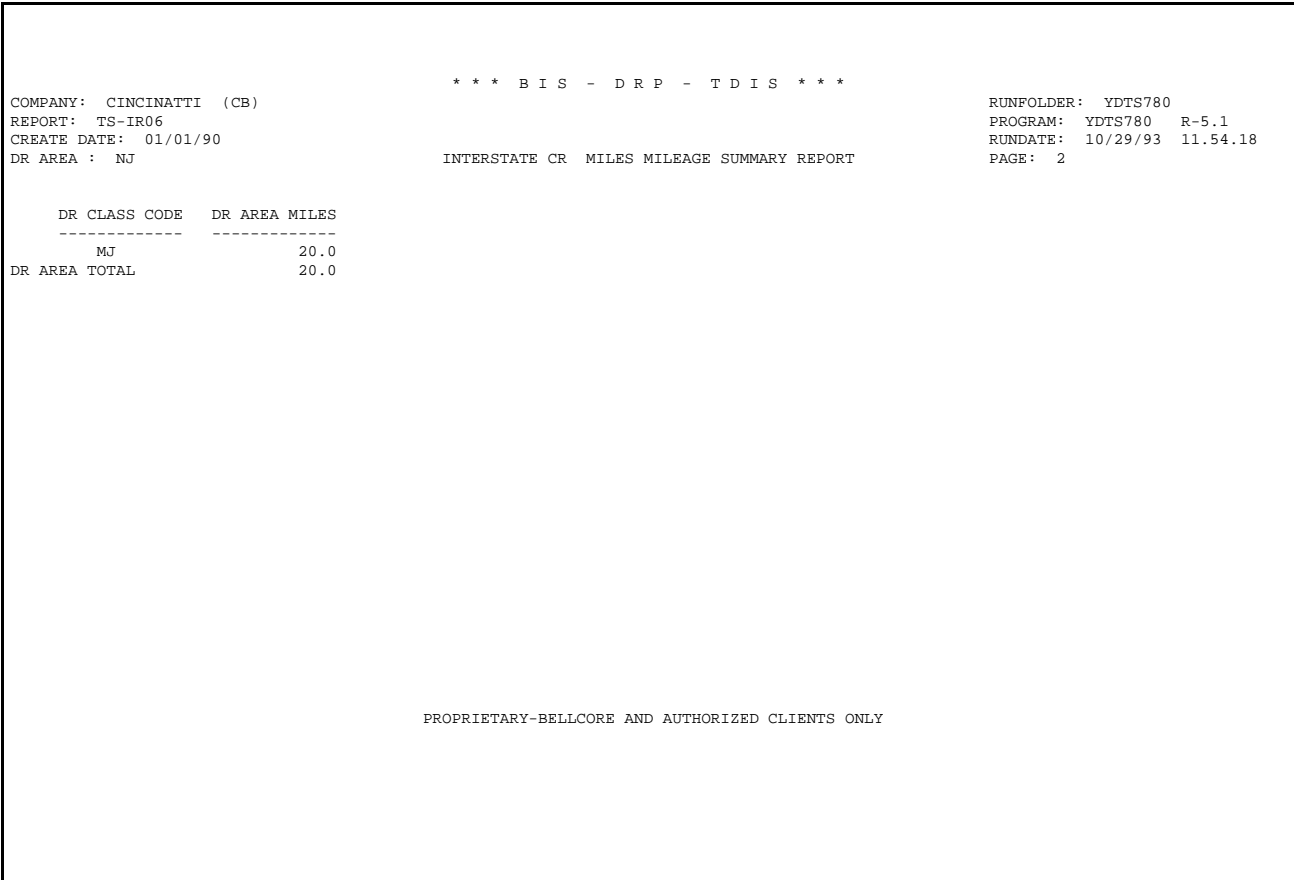 * * * B I S - D R P - T D I S * * *
COMPANY: CINCINATTI (CB) RUNFOLDER: YDTS780
REPORT: TS-IR06 PROGRAM: YDTS780 R-5.1
CREATE DATE: 01/01/90 RUNDATE: 10/29/93 11.54.18
DR AREA : NJ INTERSTATE CR MILES MILEAGE SUMMARY REPORT PAGE: 2
DR CLASS CODE DR AREA MILES
------------- -------------
MJ 20.0
DR AREA TOTAL 20.0
PROPRIETARY-BELLCORE AND AUTHORIZED CLIENTS ONLY